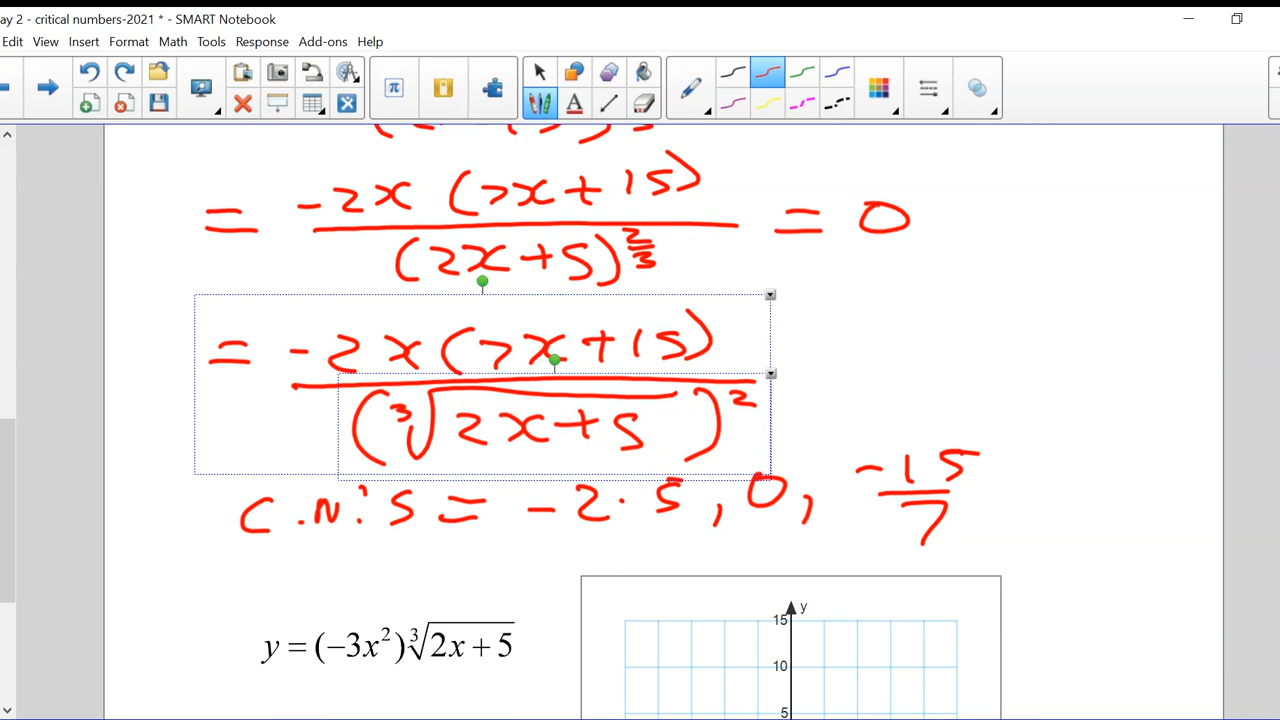 ay 2 - critical numbers-2021 * - SMART Notebook
Edit View Insert Format Math Tools Response Add-ons Help
= -2x (7x+15) / (2x+5)^(2/3) = 0
= -2x(7x+15) / (∛(2x+5))^2
C.N.'S = -2.5, 0, -15/7
y = (−3x²)∛(2x + 5)
y
15
10
5